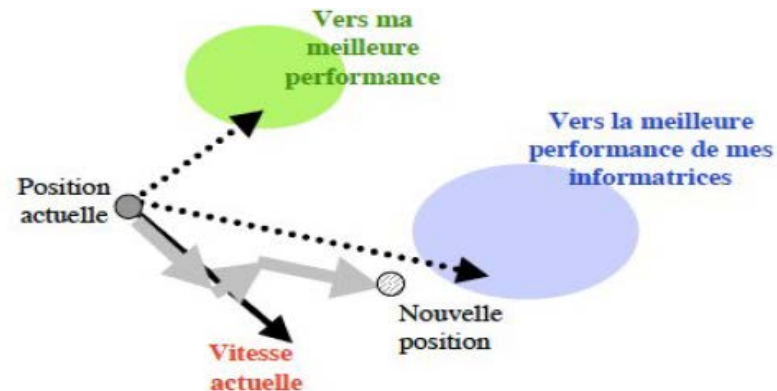 Vers ma
meilleure
performance
Vers la meilleure
performance de mes
informatrices
Position
actuelle
Nouvelle
position
Vitesse
actuelle